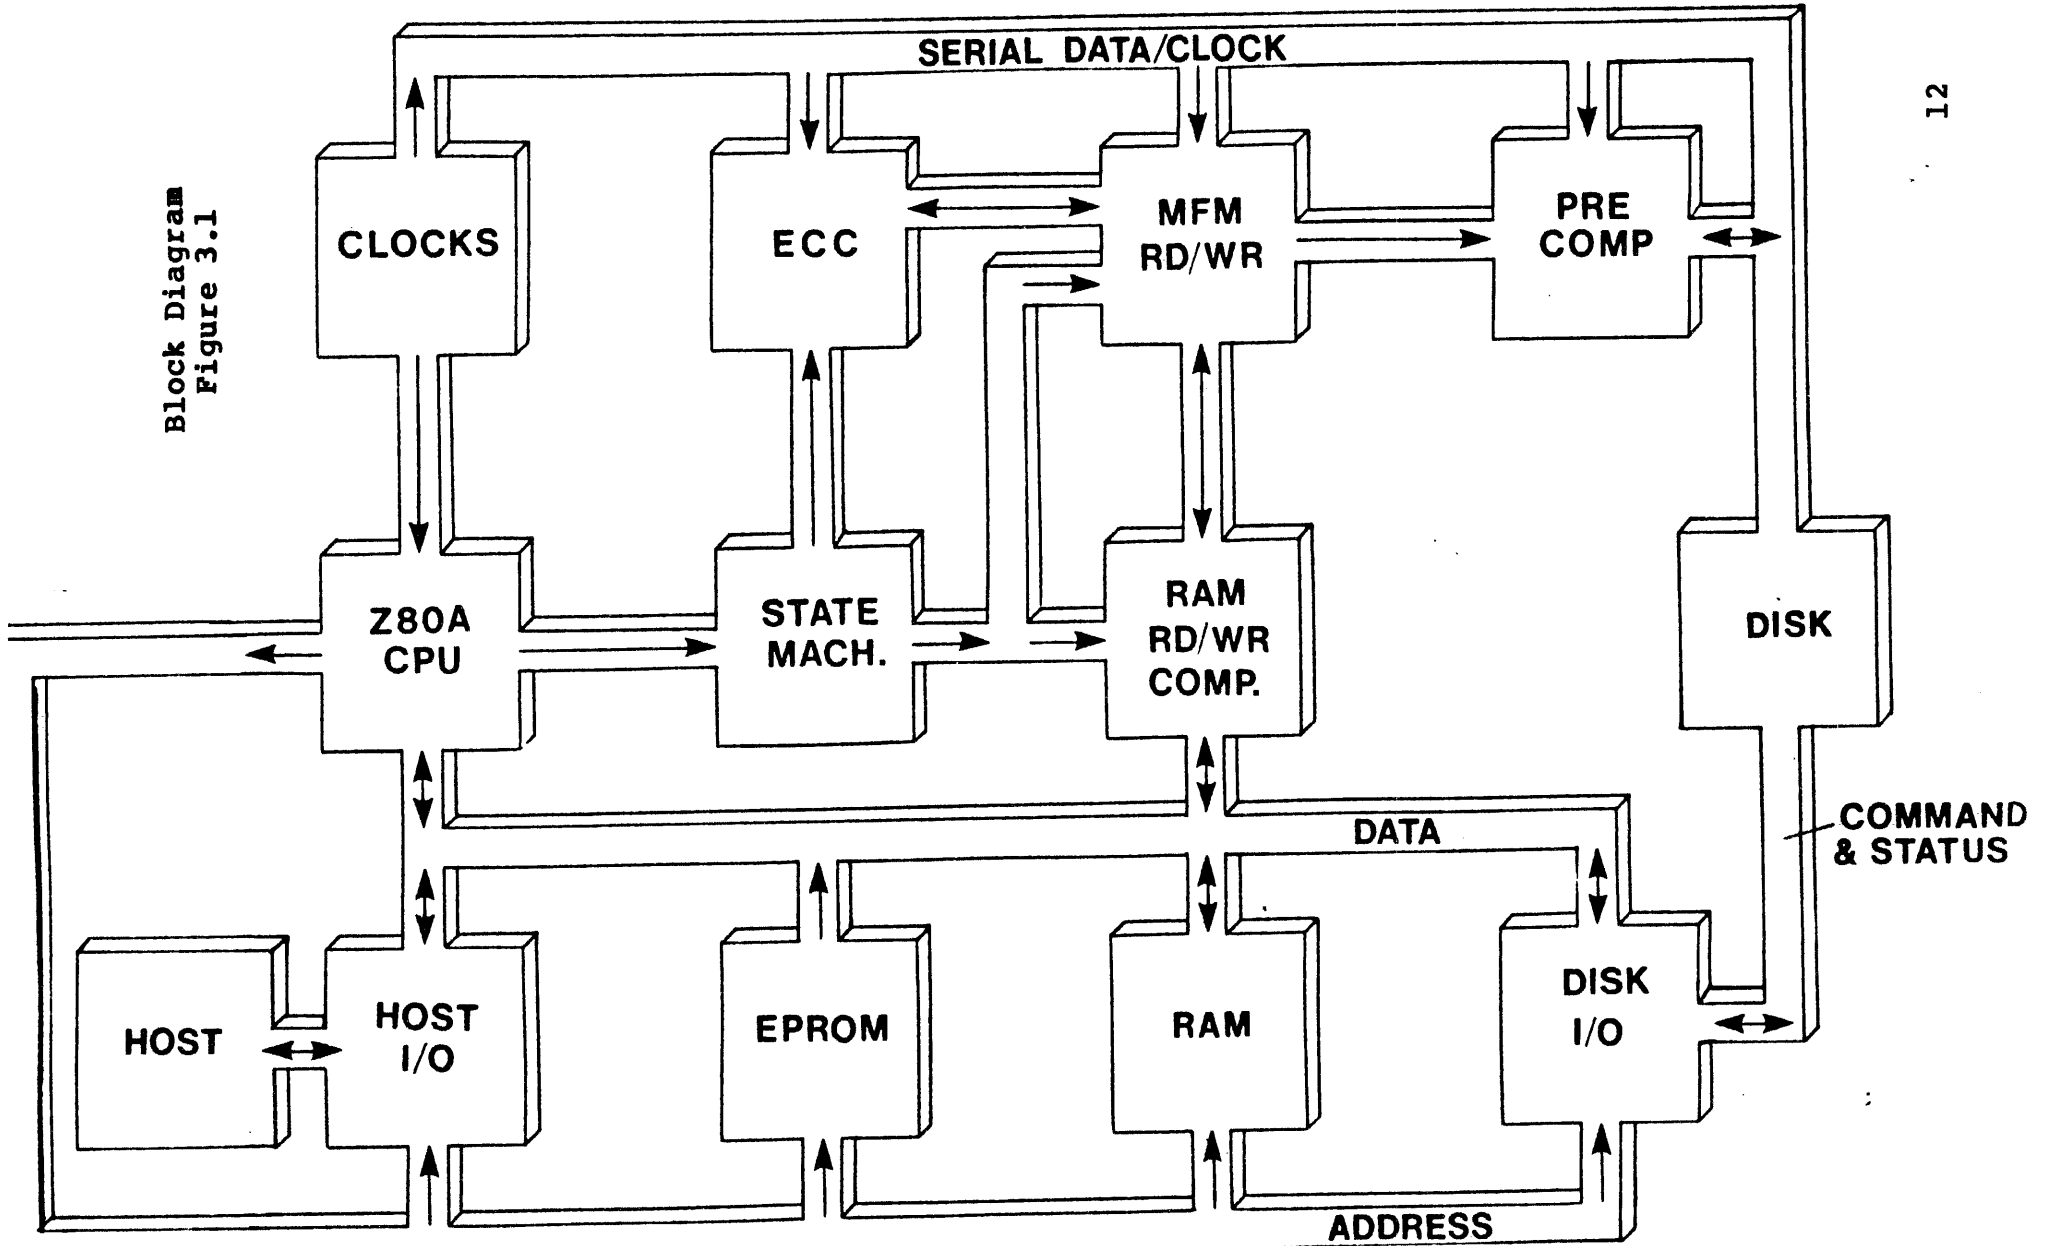 SERIAL DATA/CLOCK
12
Block Diagram
Figure 3.1
CLOCKS
ECC
MFM
RD/WR
PRE
COMP
Z80A
CPU
STATE
MACH.
RAM
RD/WR
COMP.
DISK
DATA
COMMAND
& STATUS
HOST
HOST
I/O
EPROM
RAM
DISK
I/O
ADDRESS